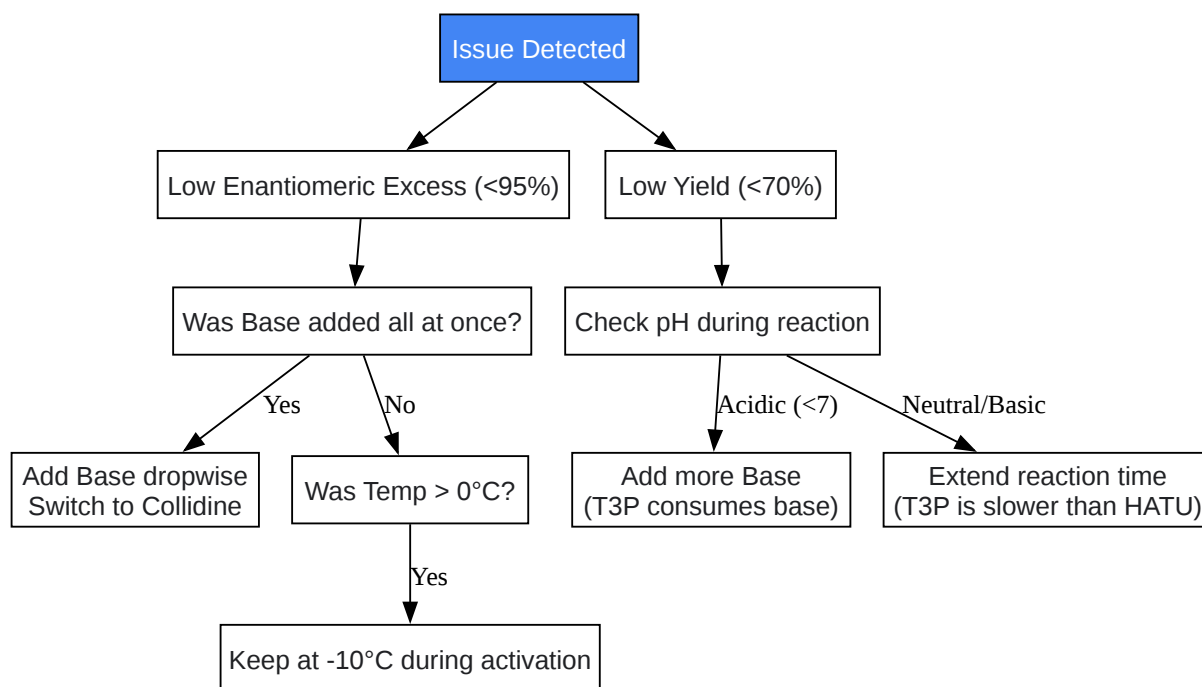 Issue Detected
Low Enantiomeric Excess (<95%)
Low Yield (<70%)
Was Base added all at once?
Check pH during reaction
Yes
No
Acidic (<7)
Neutral/Basic
Add Base dropwise
Switch to Collidine
Was Temp > 0°C?
Add more Base
(T3P consumes base)
Extend reaction time
(T3P is slower than HATU)
Yes
Keep at -10°C during activation